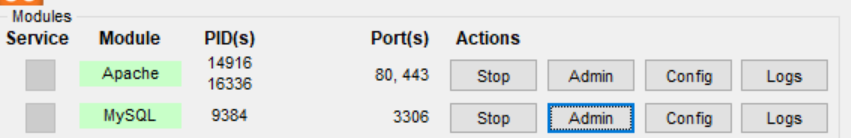 Modules
Service Module PID(s) Port(s) Actions
Apache 14916 16336 80, 443 Stop Admin Config Logs
MySQL 9384 3306 Stop Admin Config Logs